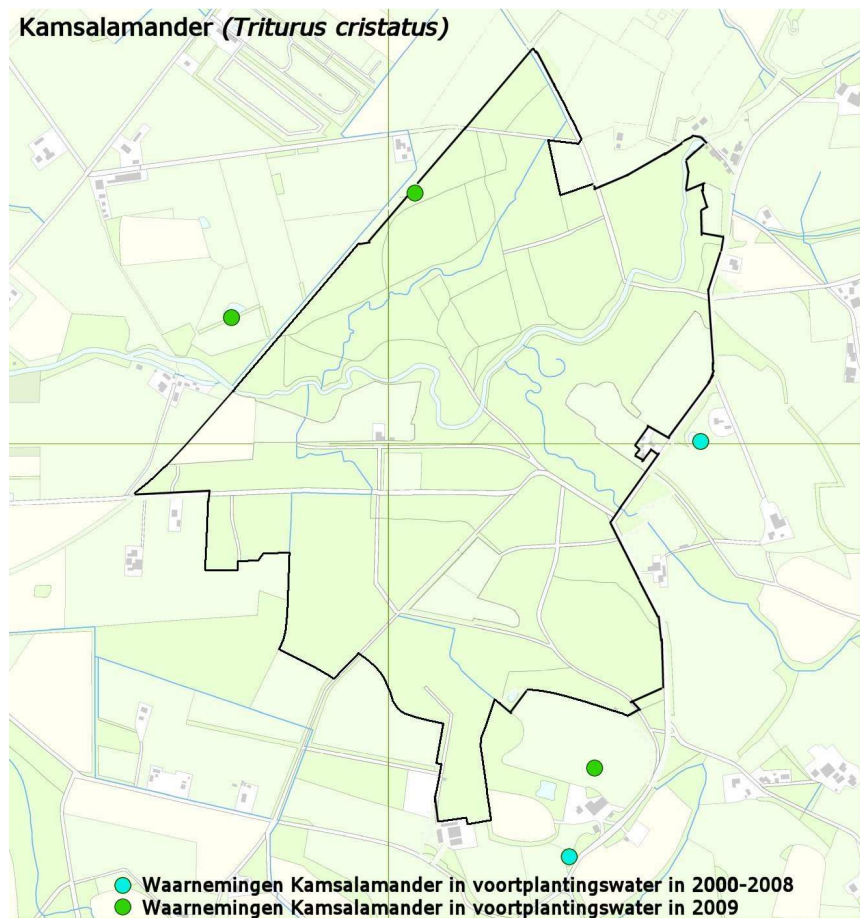 Kamsalamander (Triturus cristatus)
Waarnemingen Kamsalamander in voortplantingswater in 2000-2008
Waarnemingen Kamsalamander in voortplantingswater in 2009